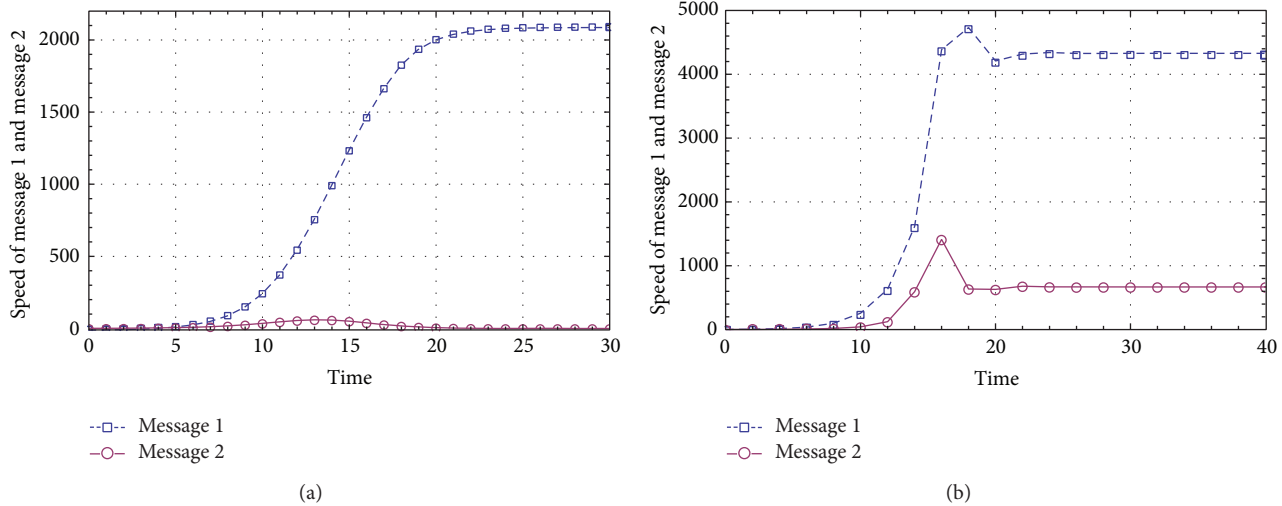 Speed of message 1 and message 2
2000
1500
1000
500
0
0 5 10 15 20 25 30
Time
Message 1
Message 2
(a)
Speed of message 1 and message 2
5000
4000
3000
2000
1000
0
0 10 20 30 40
Time
Message 1
Message 2
(b)